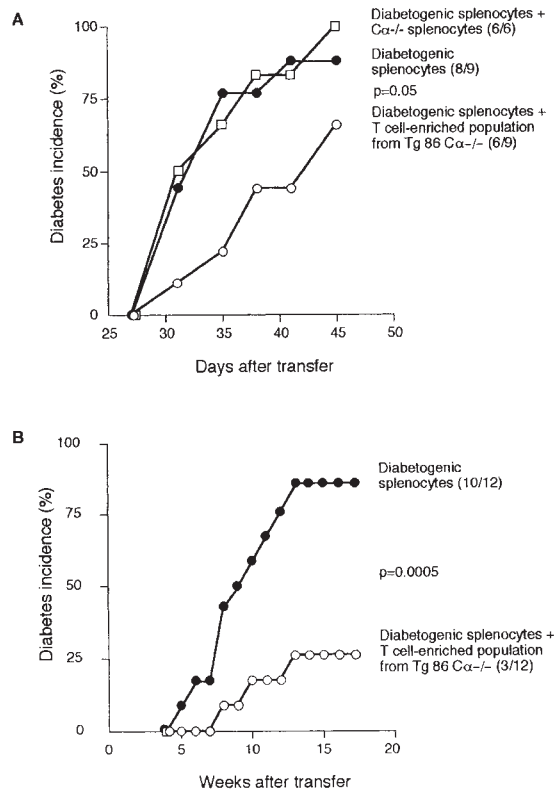 A
Diabetes incidence (%)
100
75
50
25
0
25 30 35 40 45 50
Days after transfer
Diabetogenic splenocytes +
Cα-/- splenocytes (6/6)
Diabetogenic
splenocytes (8/9)
p=0.05
Diabetogenic splenocytes +
T cell-enriched population
from Tg 86 Cα-/- (6/9)
B
Diabetes incidence (%)
100
75
50
25
0
0 5 10 15 20
Weeks after transfer
Diabetogenic
splenocytes (10/12)
p=0.0005
Diabetogenic splenocytes +
T cell-enriched population
from Tg 86 Cα-/- (3/12)